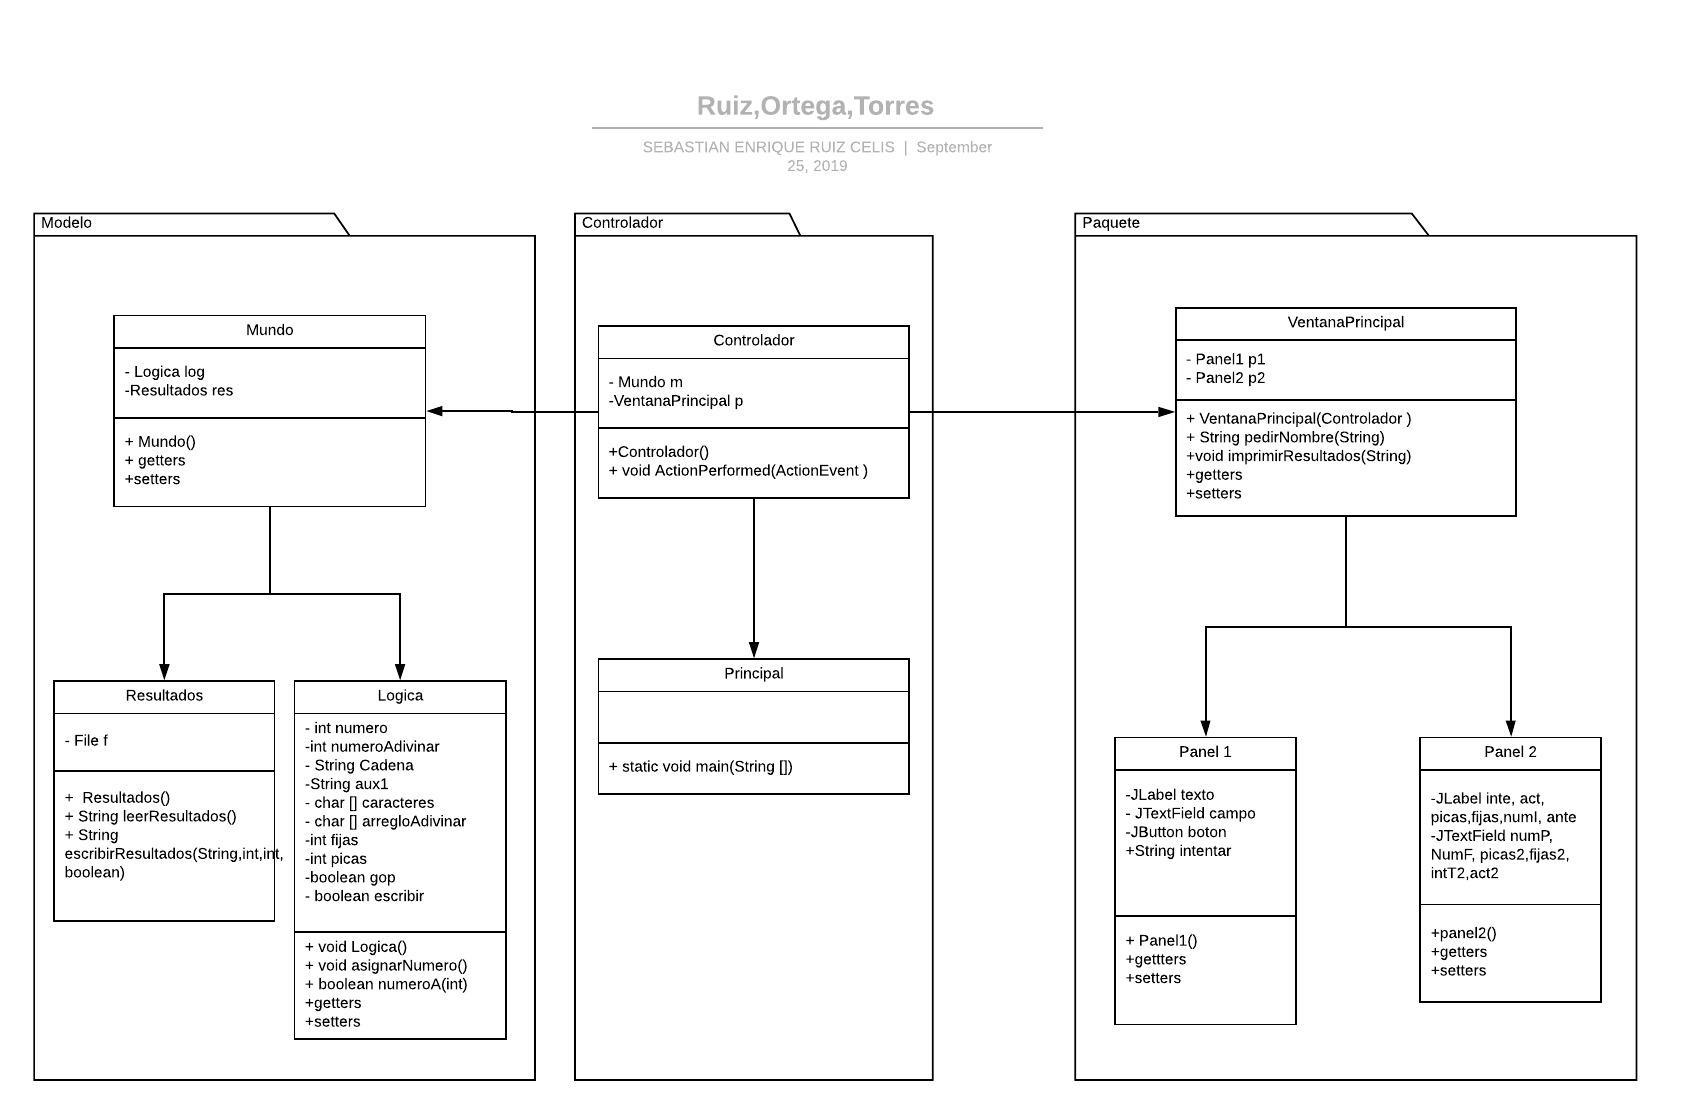 Ruiz,Ortega,Torres
SEBASTIAN ENRIQUE RUIZ CELIS | September
25, 2019
Modelo
Mundo
- Logica log
-Resultados res
+ Mundo()
+ getters
+setters
Resultados
- File f
+  Resultados()
+ String leerResultados()
+ String
escribirResultados(String,int,int,
boolean)
Logica
- int numero
-int numeroAdivinar
- String Cadena
-String aux1
- char [] caracteres
- char [] arregloAdivinar
-int fijas
-int picas
-boolean gop
- boolean escribir
+ void Logica()
+ void asignarNumero()
+ boolean numeroA(int)
+getters
+setters
Controlador
Controlador
- Mundo m
-VentanaPrincipal p
+Controlador()
+ void ActionPerformed(ActionEvent )
Principal
+ static void main(String [])
Paquete
VentanaPrincipal
- Panel1 p1
- Panel2 p2
+ VentanaPrincipal(Controlador )
+ String pedirNombre(String)
+void imprimirResultados(String)
+getters
+setters
Panel 1
-JLabel texto
- JTextField campo
-JButton boton
+String intentar
+ Panel1()
+gettters
+setters
Panel 2
-JLabel inte, act,
picas,fijas,numI, ante
-JTextField numP,
NumF, picas2,fijas2,
intT2,act2
+panel2()
+getters
+setters